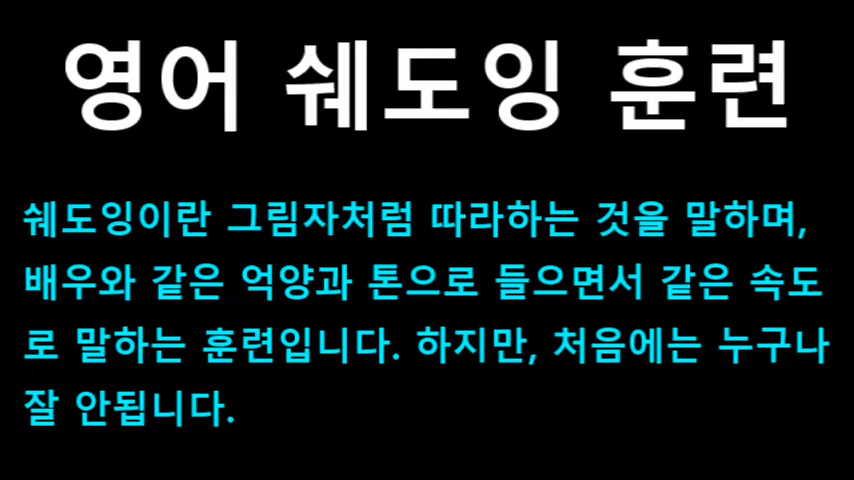 영어 쉐도잉 훈련
쉐도잉이란 그림자처럼 따라하는 것을 말하며,
배우와 같은 억양과 톤으로 들으면서 같은 속도
로 말하는 훈련입니다. 하지만, 처음에는 누구나
잘 안됩니다.